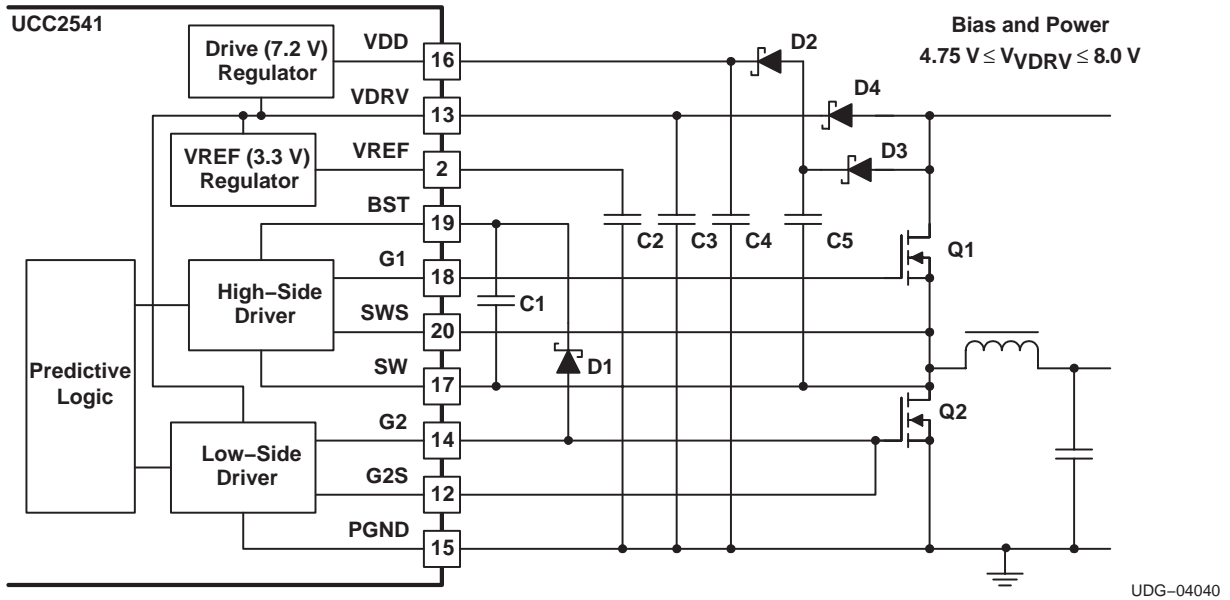 UCC2541
Bias and Power
4.75 V ≤ VVDRV ≤ 8.0 V
Drive (7.2 V)
Regulator
VDD
16
D2
VDRV
13
D4
VREF (3.3 V)
Regulator
VREF
2
D3
BST
19
C2
C3
C4
C5
Q1
High−Side
Driver
G1
18
C1
SWS
20
Predictive
Logic
SW
17
D1
Low−Side
Driver
G2
14
Q2
G2S
12
PGND
15
UDG−04040